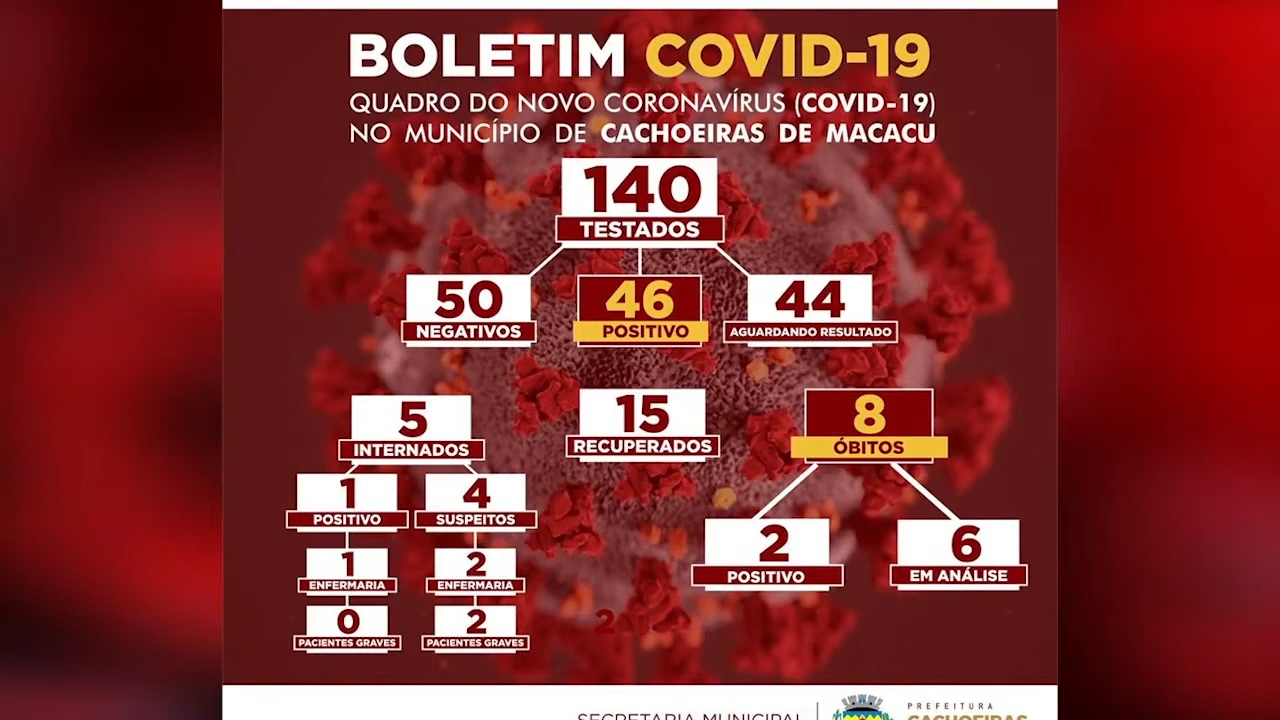 BOLETIM COVID-19
QUADRO DO NOVO CORONAVÍRUS (COVID-19)
NO MUNICÍPIO DE CACHOEIRAS DE MACACU
140
TESTADOS
50
NEGATIVOS
46
POSITIVO
44
AGUARDANDO RESULTADO
5
INTERNADOS
1
POSITIVO
1
ENFERMARIA
0
PACIENTES GRAVES
4
SUSPEITOS
2
ENFERMARIA
2
PACIENTES GRAVES
15
RECUPERADOS
8
ÓBITOS
2
POSITIVO
6
EM ANÁLISE
2
SECRETARIA MUNICIPAL
PREFEITURA
CACHOEIRAS